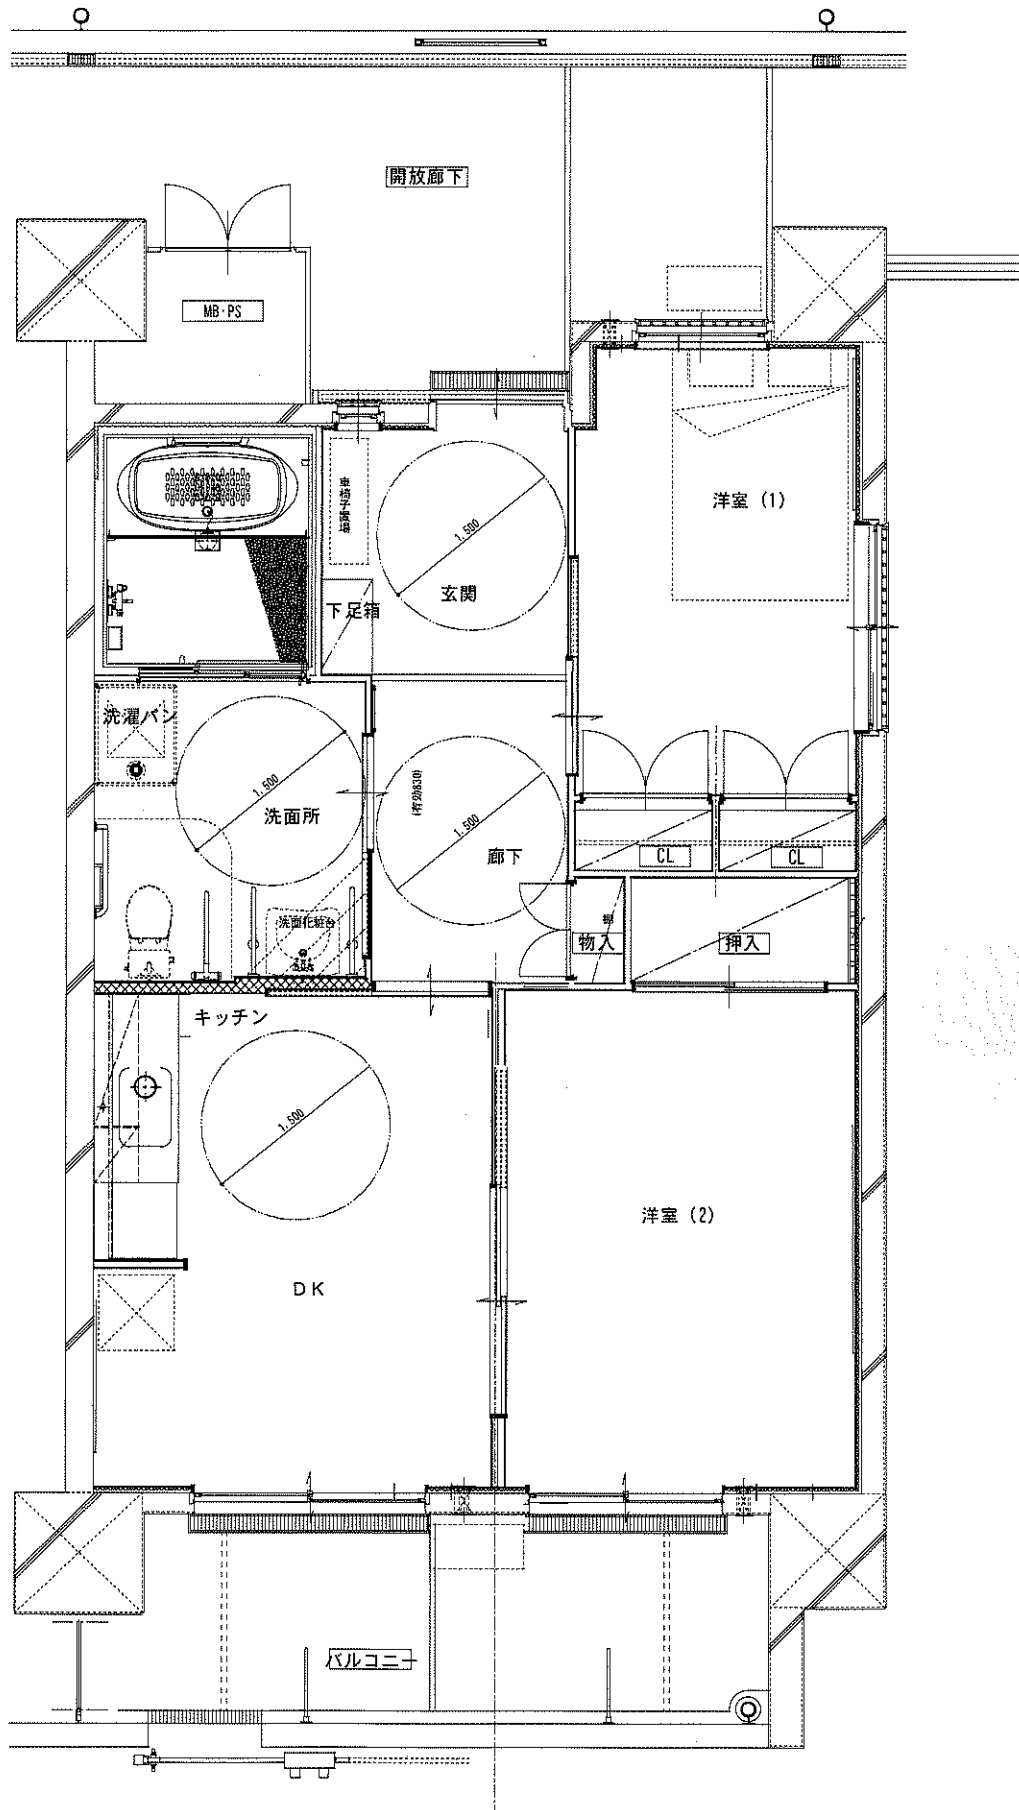 開放廊下
MB・PS
洋室 (1)
車椅子置場
1,500
玄関
下足箱
洗濯パン
1,500
洗面所
(有効830)
1,500
廊下
CL
CL
洗面化粧台
棚
物入
押入
キッチン
1,500
洋室 (2)
DK
バルコニー